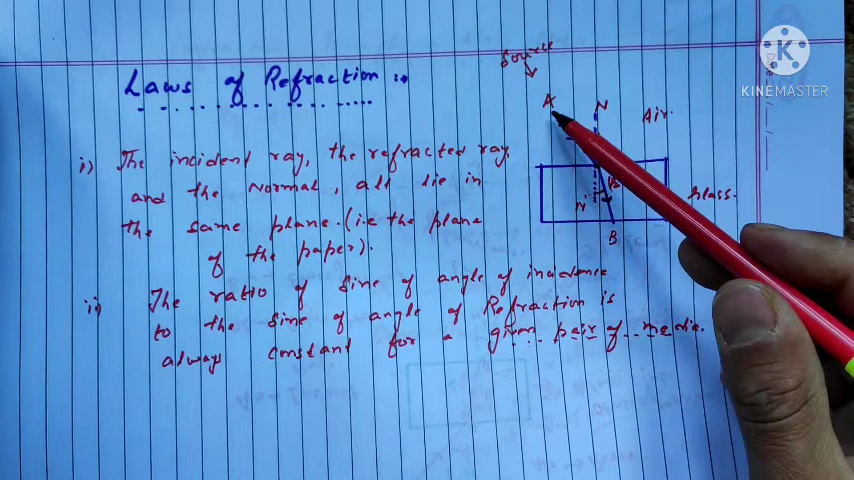 Source
Laws of Refraction :-
A
N
Air.
i) The incident ray, the refracted ray
and the normal, all lie in
the same plane. (i.e the plane
of the paper).
Glass.
N'
B
ii) The ratio of sine of angle of incidence
to the sine of angle of Refraction is
always constant for a given pair of media.
K
KINEMASTER